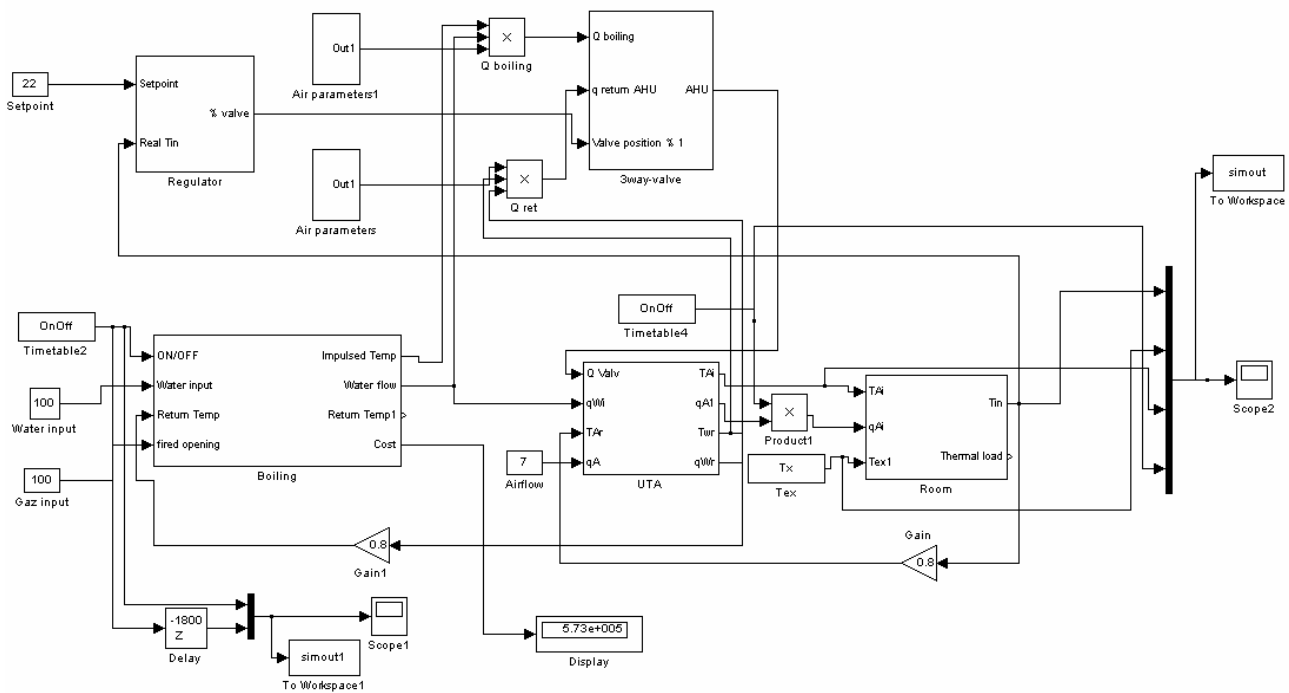 Out1
Air parameters1
×
Q boiling
Q boiling
q return AHU
Valve position % 1
AHU
3way-valve
22
Setpoint
Setpoint
Real Tin
% valve
Regulator
Out1
Air parameters
×
Q ret
simout
To Workspace
OnOff
Timetable2
OnOff
Timetable4
100
Water input
100
Gaz input
ON/OFF
Water input
Return Temp
fired opening
Impulsed Temp
Water flow
Return Temp1
Cost
Boiling
Q Valv
qWi
TAr
qA
TAi
qA1
Twr
qWr
UTA
7
Airflow
×
Product1
Tx
Tex
TAi
qAi
Tex1
Tin
Thermal load
Room
Scope2
0.8
Gain1
Gain
0.8
-1800
Z
Delay
Scope1
simout1
To Workspace1
5.73e+005
Display